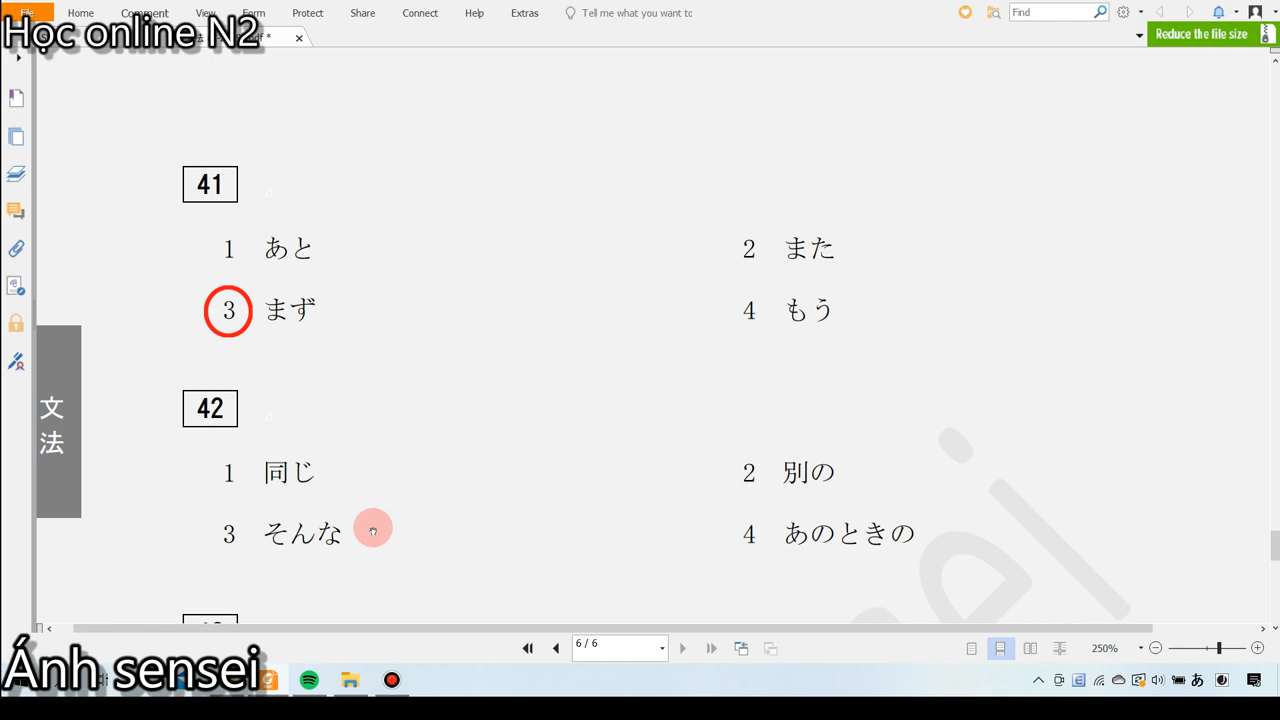 File Home Comment View Form Protect Share Connect Help Extras Tell me what you want tc Find
Học online N2
Reduce the file size
41
1 あと 2 また
3 まず 4 もう
42
1 同じ 2 別の
3 そんな 4 あのときの
文法
6 / 6
250%
Ánh sensei